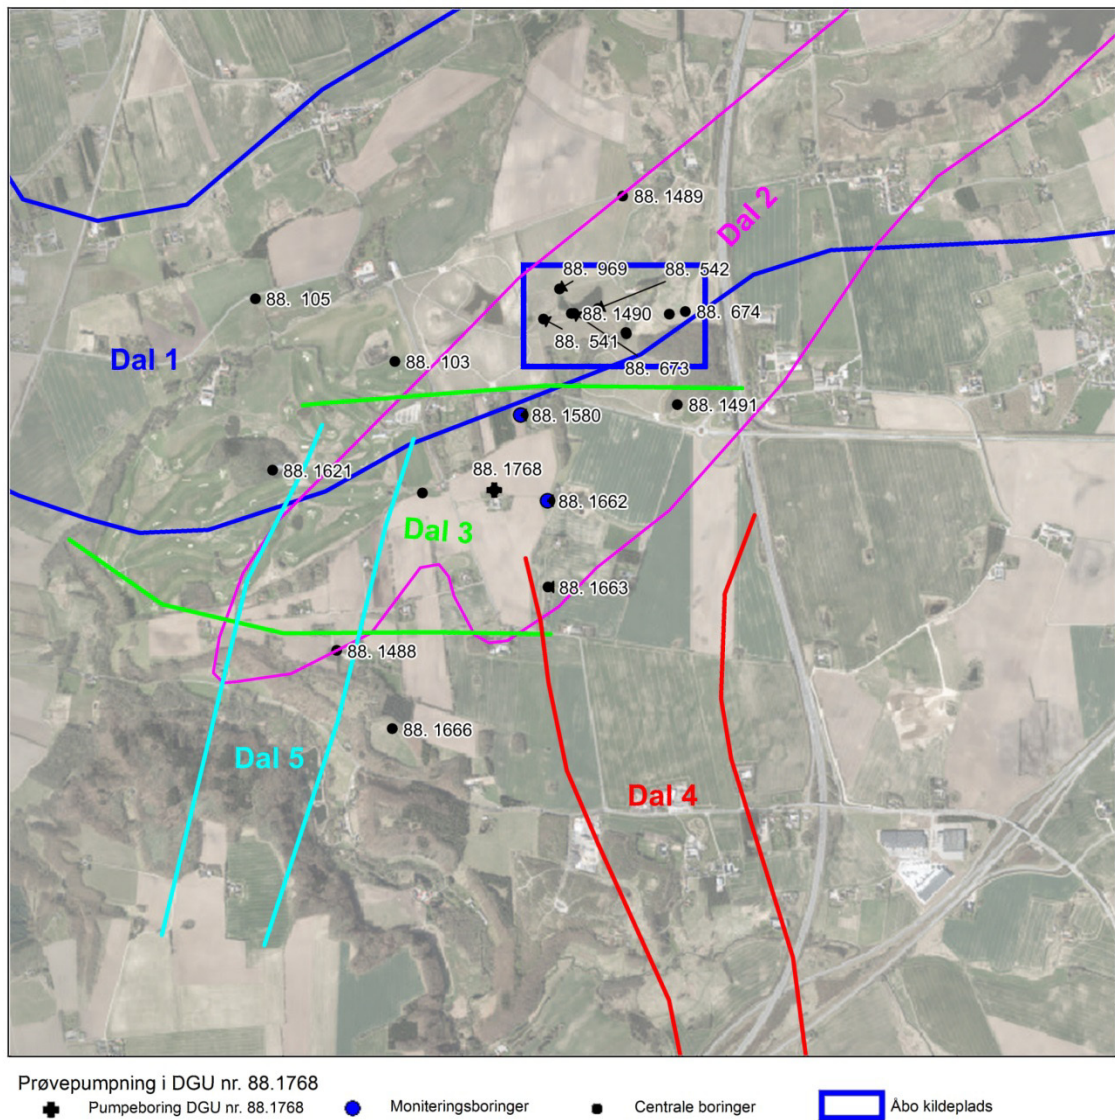 88. 1489
Dal 2
88. 969
88. 542
88. 105
88. 1490
88. 674
88. 541
Dal 1
88. 103
88. 673
88. 1491
88. 1580
88. 1621
88. 1768
88. 1662
Dal 3
88. 1663
88. 1488
88. 1666
Dal 5
Dal 4
Prøvepumpning i DGU nr. 88.1768
Pumpeboring DGU nr. 88.1768
Moniteringsboringer
Centrale boringer
Åbo kildeplads